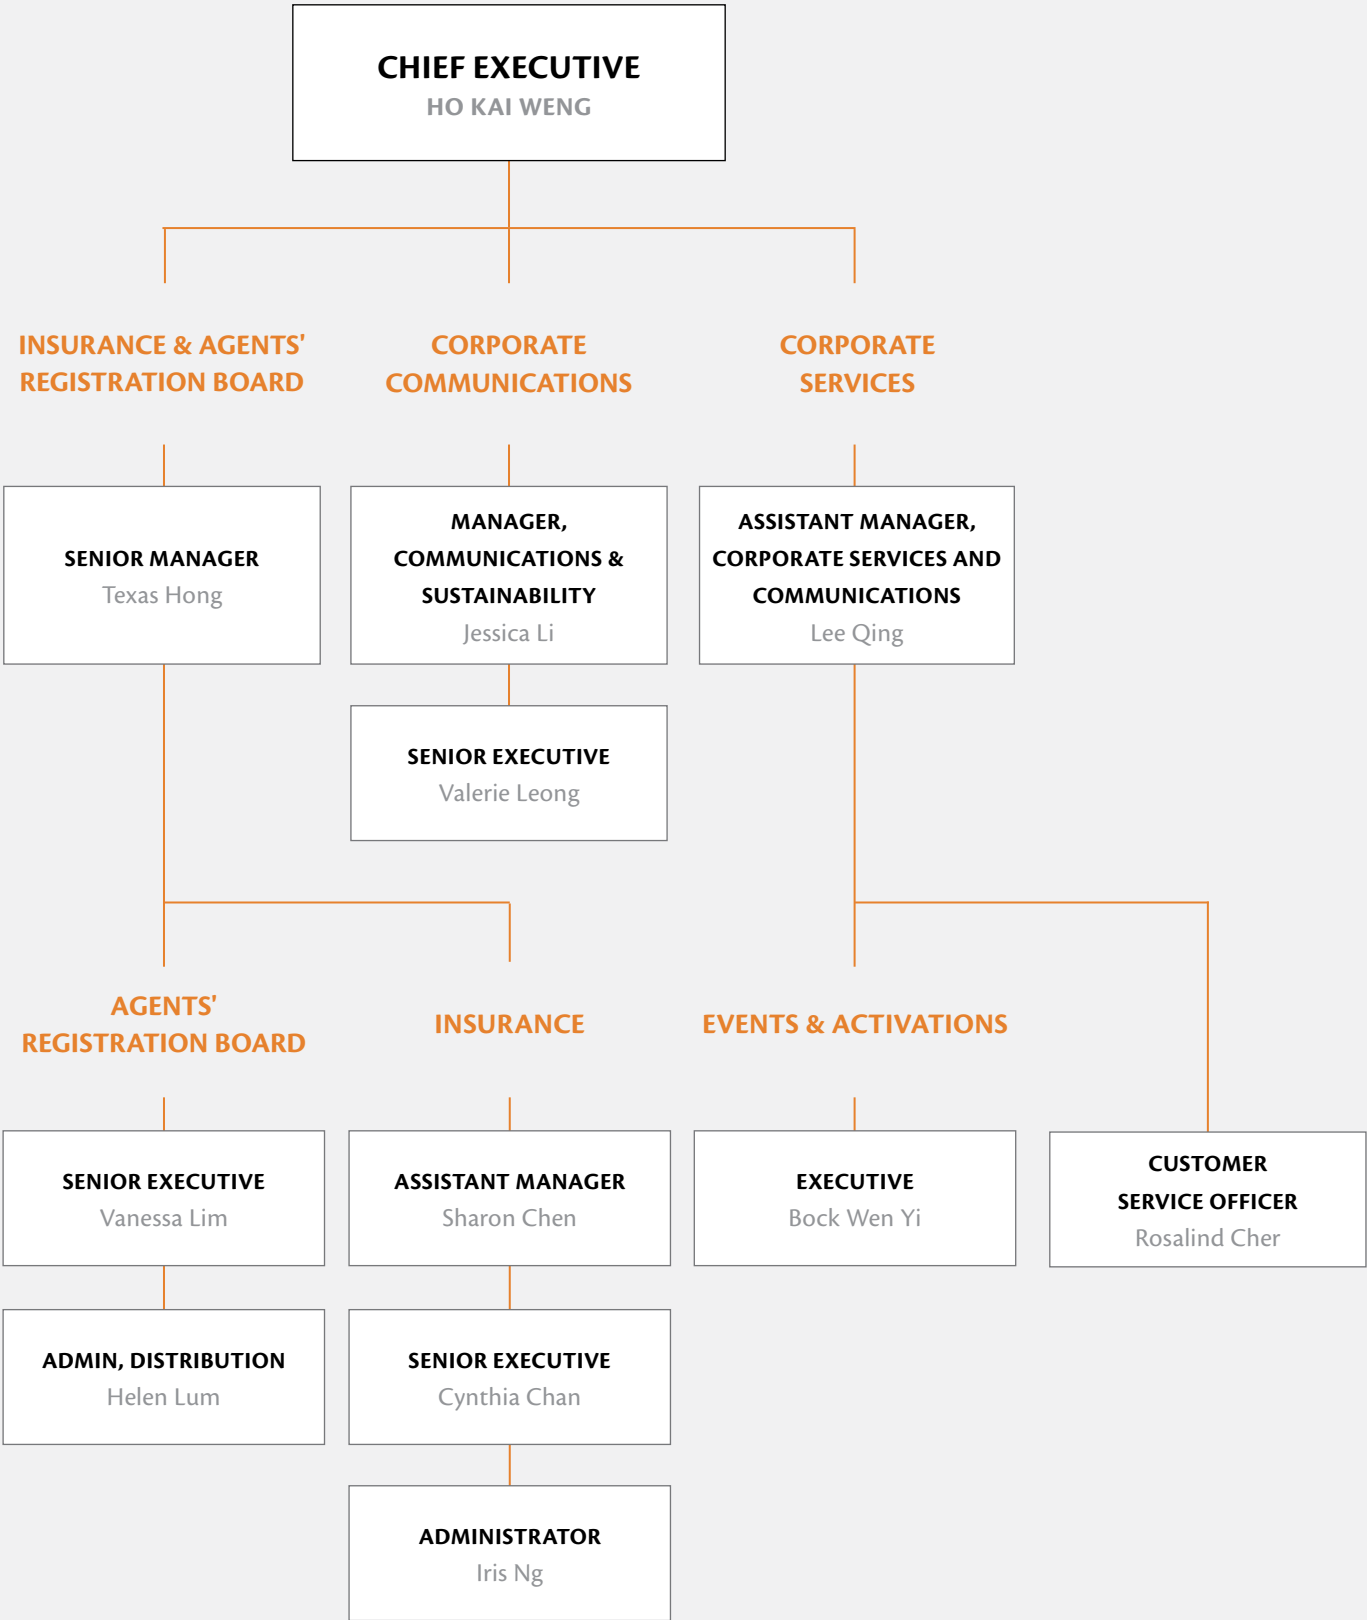 CHIEF EXECUTIVE
HO KAI WENG
INSURANCE & AGENTS'
REGISTRATION BOARD
CORPORATE
COMMUNICATIONS
CORPORATE
SERVICES
SENIOR MANAGER
Texas Hong
MANAGER,
COMMUNICATIONS &
SUSTAINABILITY
Jessica Li
ASSISTANT MANAGER,
CORPORATE SERVICES AND
COMMUNICATIONS
Lee Qing
SENIOR EXECUTIVE
Valerie Leong
AGENTS'
REGISTRATION BOARD
INSURANCE
EVENTS & ACTIVATIONS
SENIOR EXECUTIVE
Vanessa Lim
ASSISTANT MANAGER
Sharon Chen
EXECUTIVE
Bock Wen Yi
CUSTOMER
SERVICE OFFICER
Rosalind Cher
ADMIN, DISTRIBUTION
Helen Lum
SENIOR EXECUTIVE
Cynthia Chan
ADMINISTRATOR
Iris Ng